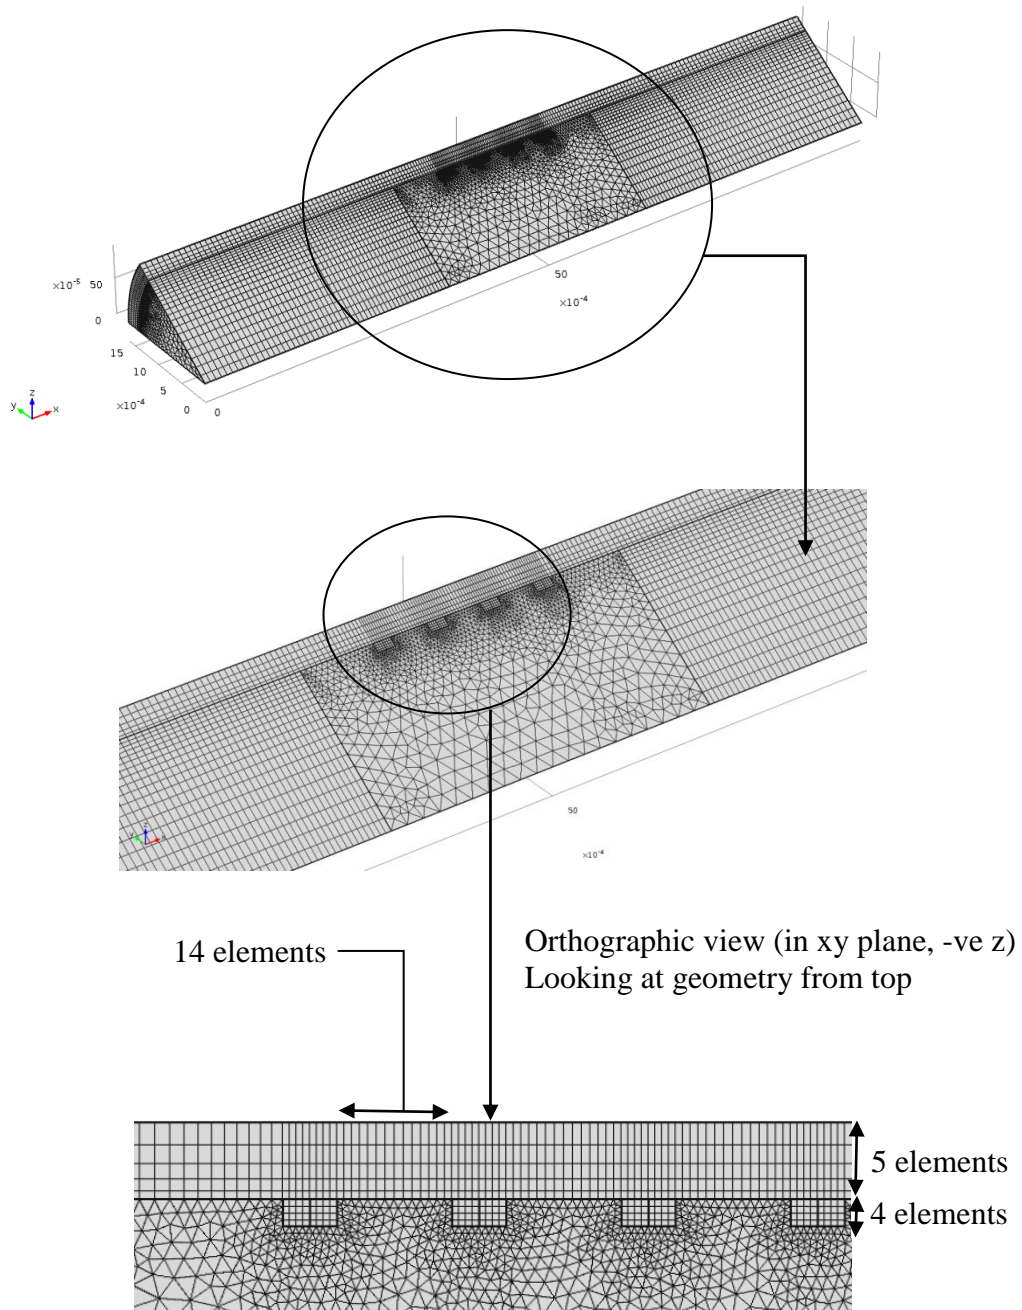 ×10⁻⁵ 50
0
15
10
5
×10⁻⁴
0
0
50
×10⁻⁴
z
y
x
50
×10⁻⁴
z
14 elements
Orthographic view (in xy plane, -ve z)
Looking at geometry from top
5 elements
4 elements